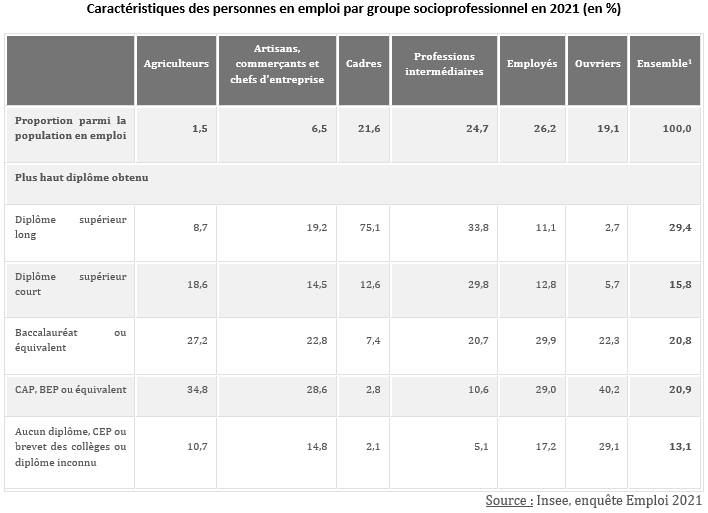 Caractéristiques des personnes en emploi par groupe socioprofessionnel en 2021 (en %)
Agriculteurs
Artisans,
commerçants et
chefs d'entreprise
Cadres
Professions
intermédiaires
Employés
Ouvriers
Ensemble¹
Proportion parmi la
population en emploi
1,5 6,5 21,6 24,7 26,2 19,1 100,0
Plus haut diplôme obtenu
Diplôme supérieur
long
8,7 19,2 75,1 33,8 11,1 2,7 29,4
Diplôme supérieur
court
18,6 14,5 12,6 29,8 12,8 5,7 15,8
Baccalauréat ou
équivalent
27,2 22,8 7,4 20,7 29,9 22,3 20,8
CAP, BEP ou équivalent 34,8 28,6 2,8 10,6 29,0 40,2 20,9
Aucun diplôme, CEP ou
brevet des collèges ou
diplôme inconnu
10,7 14,8 2,1 5,1 17,2 29,1 13,1
Source : Insee, enquête Emploi 2021